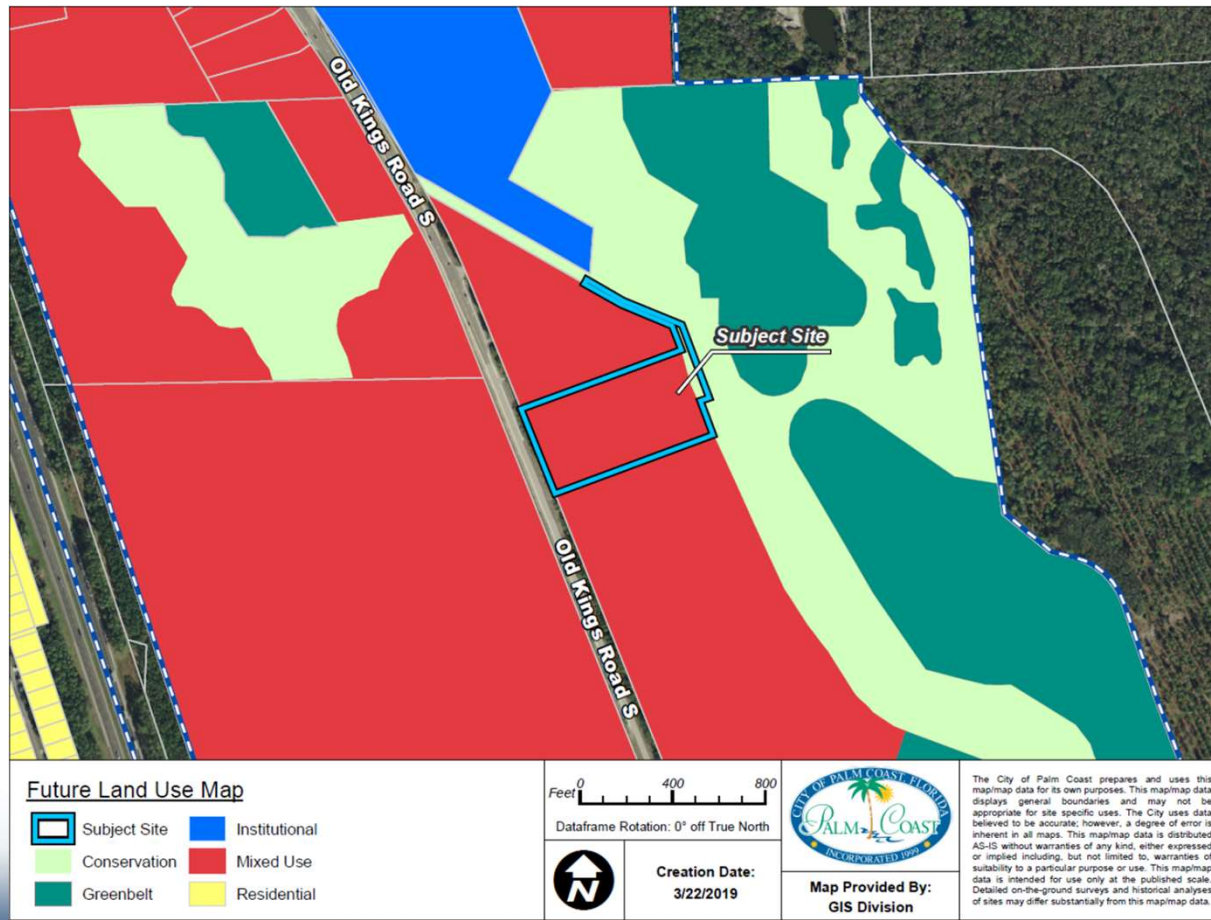 Old Kings Road S
Subject Site
Old Kings Road S
Future Land Use Map
Subject Site
Conservation
Greenbelt
Institutional
Mixed Use
Residential
Feet 0 400 800
Dataframe Rotation: 0° off True North
N
Creation Date:
3/22/2019
CITY OF PALM COAST, FLORIDA
PALM COAST
INCORPORATED 1999
Map Provided By:
GIS Division
The City of Palm Coast prepares and uses this
map/map data for its own purposes. This map/map data
displays general boundaries and may not be
appropriate for site specific uses. The City uses data
believed to be accurate; however, a degree of error is
inherent in all maps. This map/map data is distributed
AS-IS without warranties of any kind, either expressed
or implied including, but not limited to, warranties of
suitability to a particular purpose or use. This map/map
data is intended for use only at the published scale.
Detailed on-the-ground surveys and historical analyses
of sites may differ substantially from this map/map data.